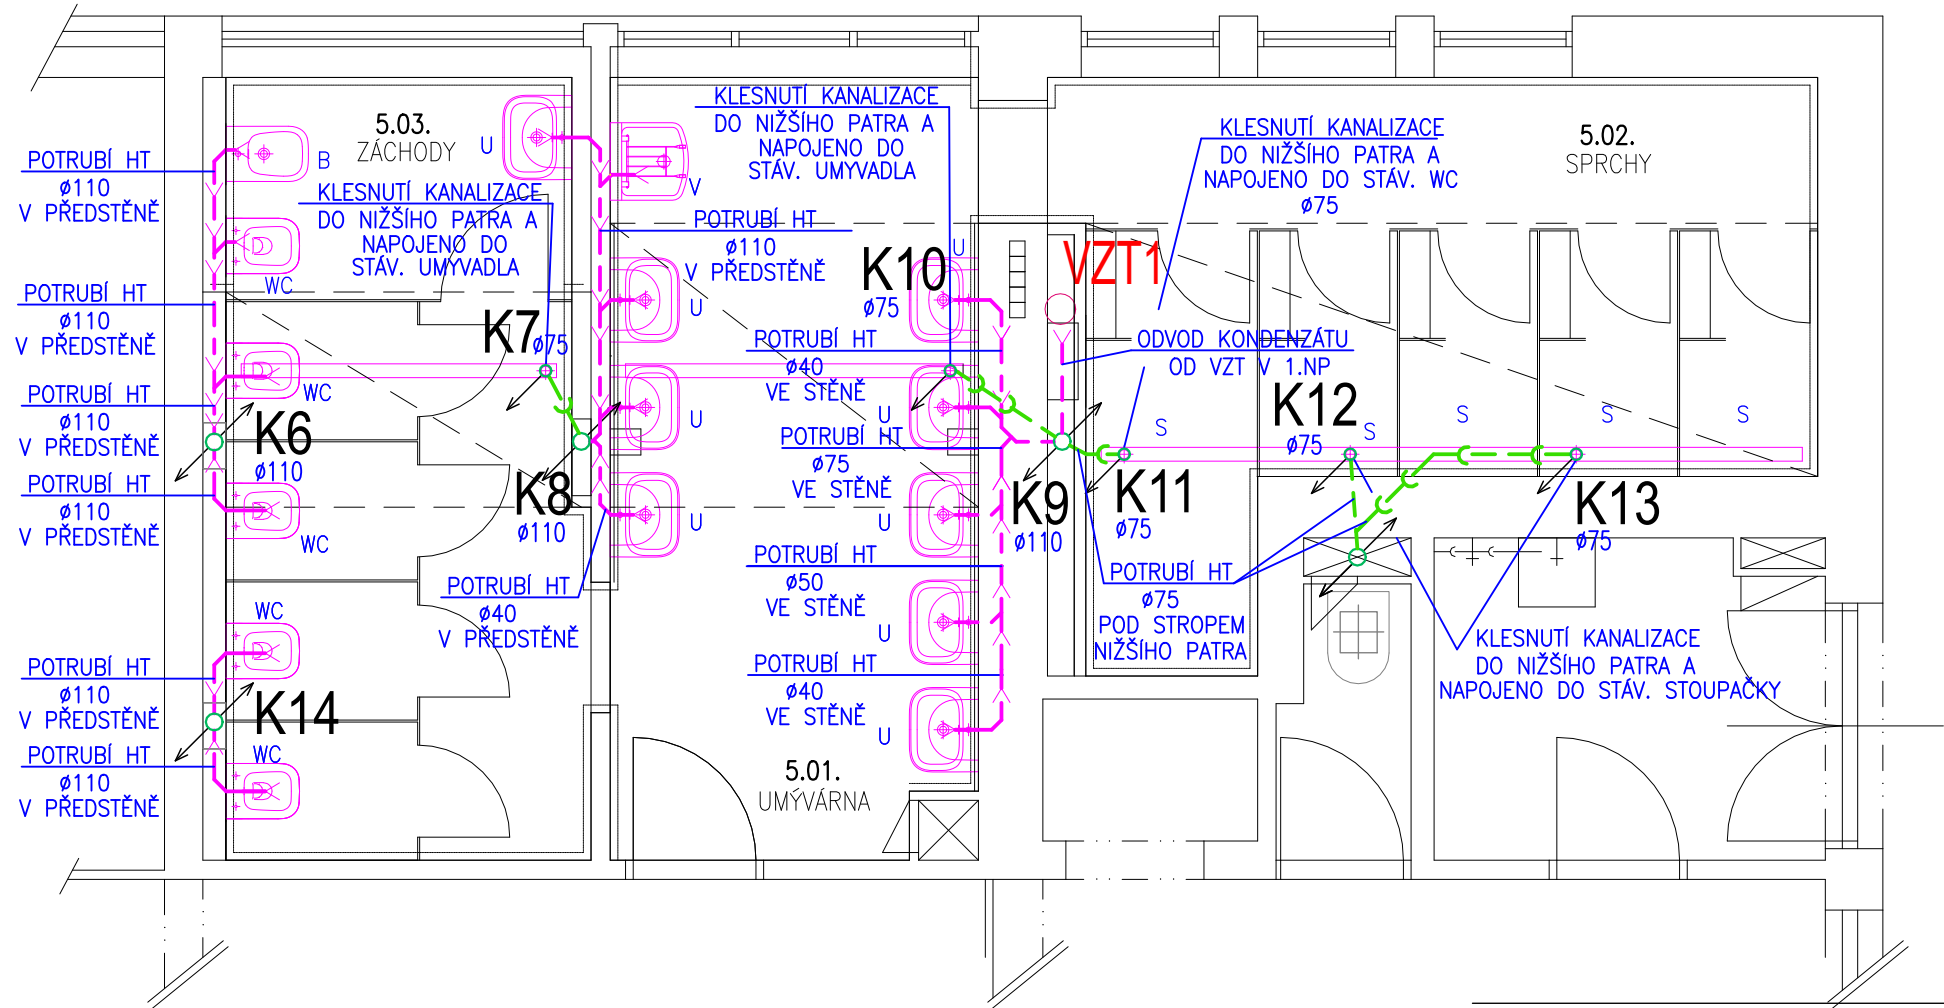 5.03.
ZÁCHODY
U
B
POTRUBÍ HT
ø110
V PŘEDSTĚNĚ
KLESNUTÍ KANALIZACE
DO NIŽŠÍHO PATRA A
NAPOJENO DO
STÁV. UMYVADLA
WC
POTRUBÍ HT
ø110
V PŘEDSTĚNĚ
K7
ø75
WC
POTRUBÍ HT
ø110
V PŘEDSTĚNĚ
K6
ø110
POTRUBÍ HT
ø110
V PŘEDSTĚNĚ
WC
K8
ø110
POTRUBÍ HT
ø40
V PŘEDSTĚNĚ
WC
POTRUBÍ HT
ø110
V PŘEDSTĚNĚ
K14
WC
POTRUBÍ HT
ø110
V PŘEDSTĚNĚ
KLESNUTÍ KANALIZACE
DO NIŽŠÍHO PATRA A
NAPOJENO DO
STÁV. UMYVADLA
V
POTRUBÍ HT
ø110
V PŘEDSTĚNĚ
K10
ø75
U
U
POTRUBÍ HT
ø40
VE STĚNĚ
U
U
POTRUBÍ HT
ø75
VE STĚNĚ
U
U
POTRUBÍ HT
ø50
VE STĚNĚ
U
POTRUBÍ HT
ø40
VE STĚNĚ
U
5.01.
UMÝVÁRNA
KLESNUTÍ KANALIZACE
DO NIŽŠÍHO PATRA A
NAPOJENO DO STÁV. WC
ø75
5.02.
SPRCHY
VZT1
ODVOD KONDENZÁTU
OD VZT V 1.NP
K12
ø75
S
S
S
S
S
K9
ø110
K11
ø75
K13
ø75
POTRUBÍ HT
ø75
POD STROPEM
NIŽŠÍHO PATRA
KLESNUTÍ KANALIZACE
DO NIŽŠÍHO PATRA A
NAPOJENO DO STÁV. STOUPAČKY